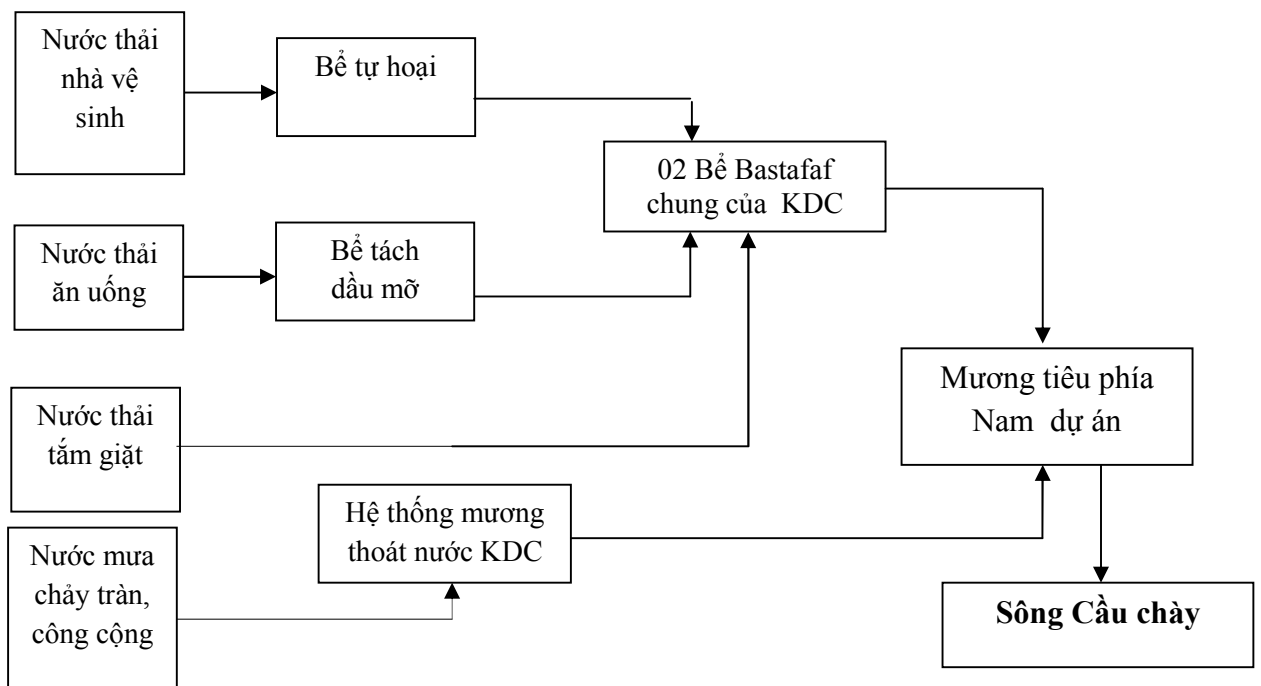 Nước thải
nhà vệ
sinh
Bể tự hoại
02 Bể Bastafaf
chung của KDC
Nước thải
ăn uống
Bể tách
dầu mỡ
Mương tiêu phía
Nam dự án
Nước thải
tắm giặt
Hệ thống mương
thoát nước KDC
Nước mưa
chảy tràn,
công cộng
Sông Cầu chày